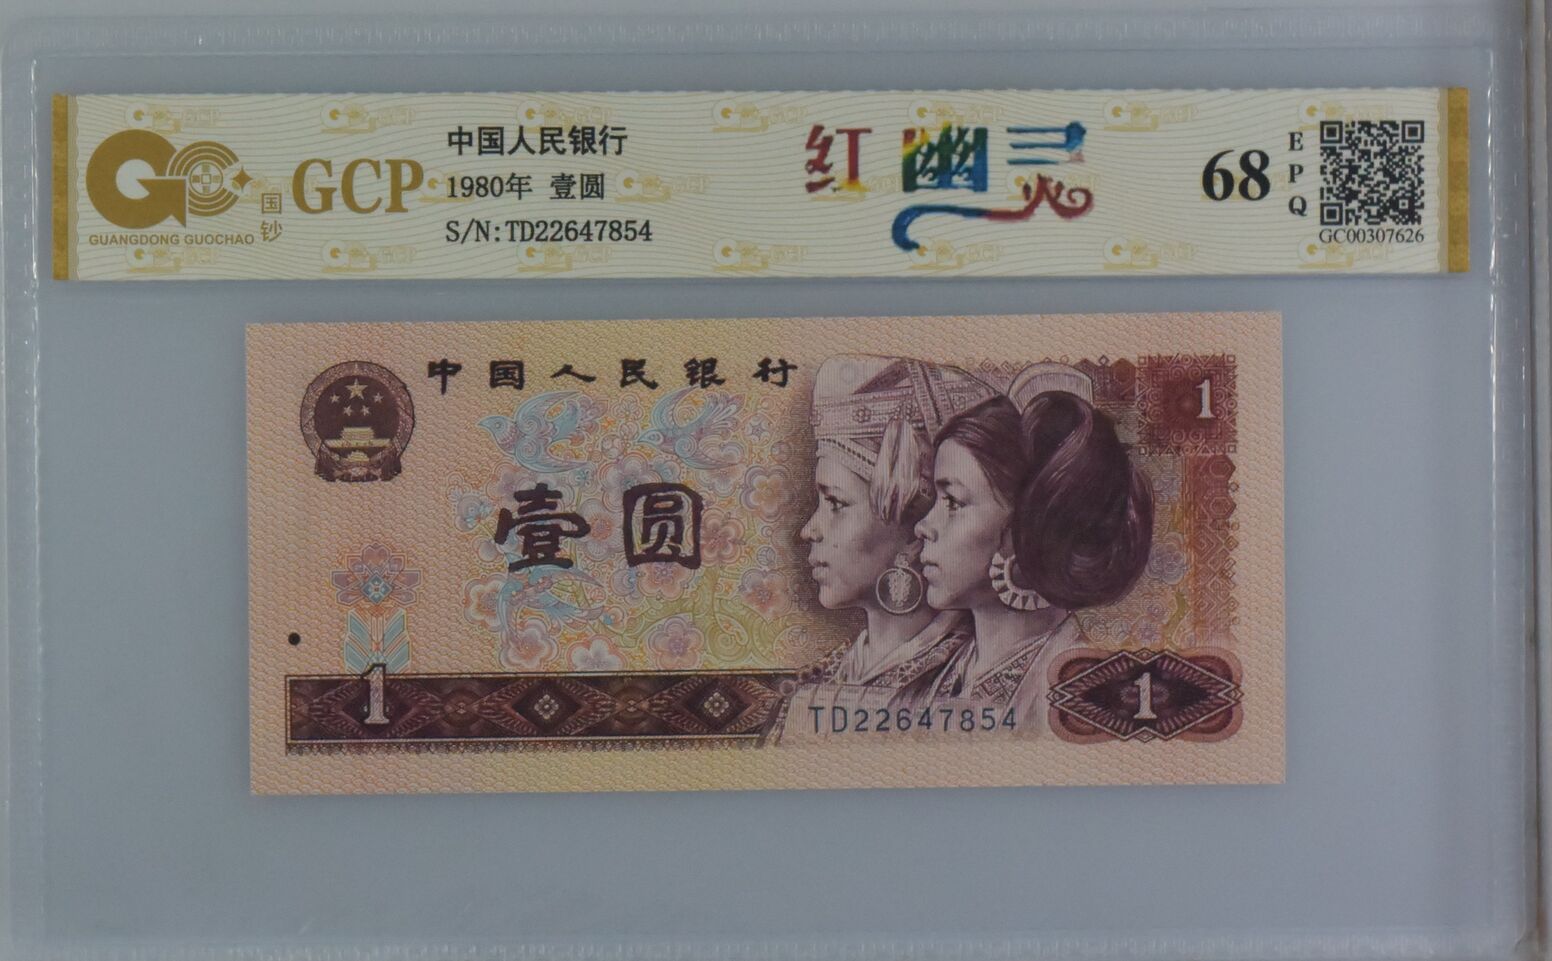 GCP
国钞
GUANGDONG GUOCHAO
中国人民银行
1980年 壹圆
S/N:TD22647854
红幽灵
68
EPQ
GC00307626
中国人民银行
1
壹圆
1
TD22647854
1